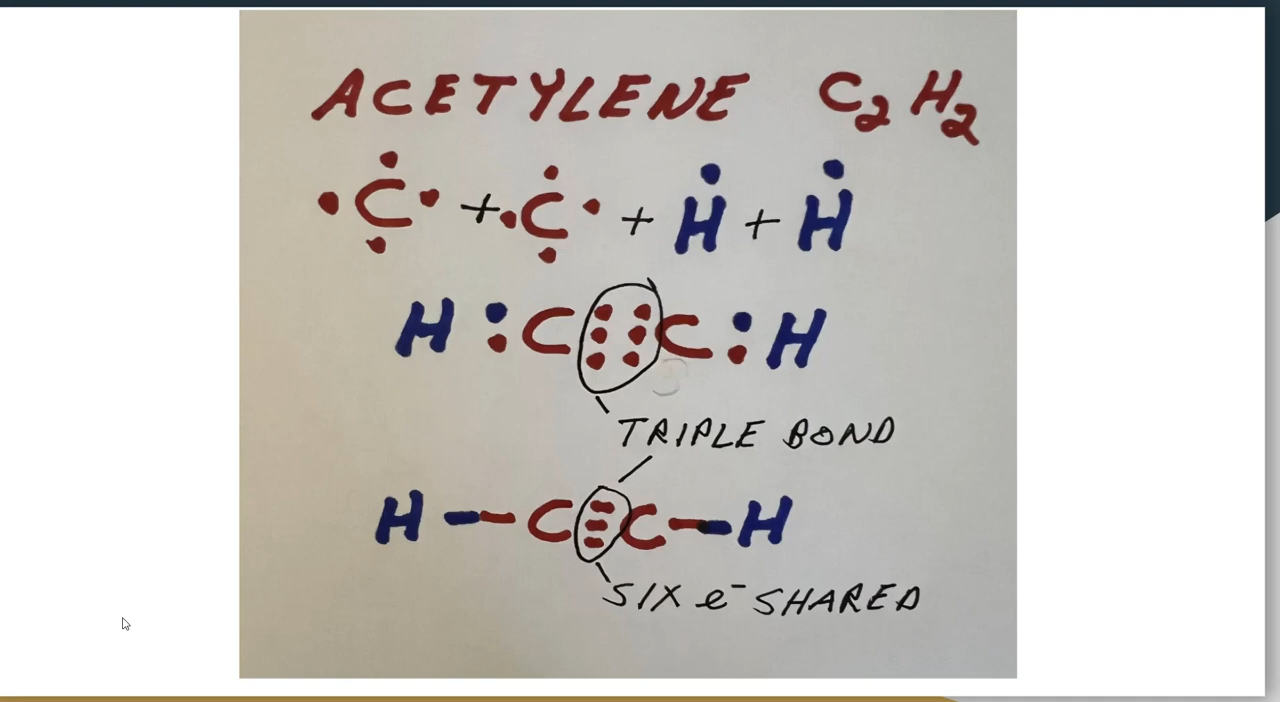 ACETYLENE C₂H₂
C + C + H + H
H : C ⋮⋮ C : H
TRIPLE BOND
H — C ≡ C — H
SIX e⁻ SHARED